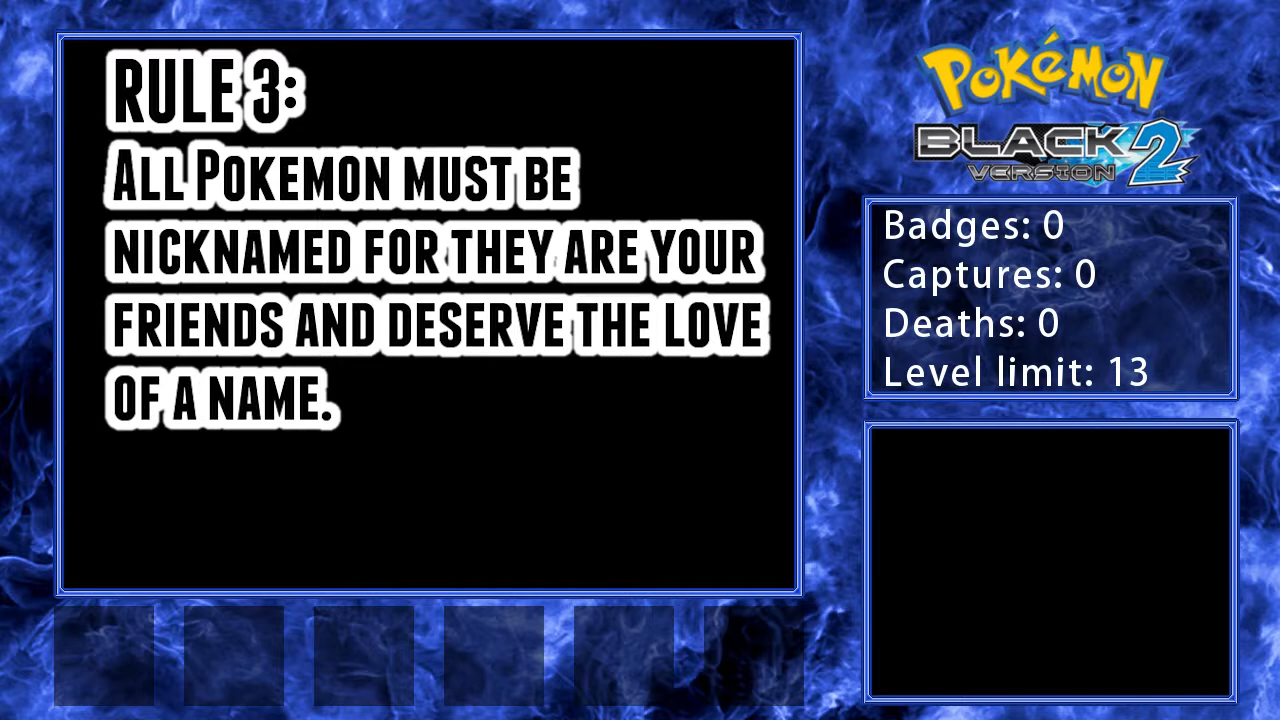 RULE 3:
ALL POKEMON MUST BE
NICKNAMED FOR THEY ARE YOUR
FRIENDS AND DESERVE THE LOVE
OF A NAME.
POKéMON
BLACK 2
VERSION
Badges: 0
Captures: 0
Deaths: 0
Level limit: 13